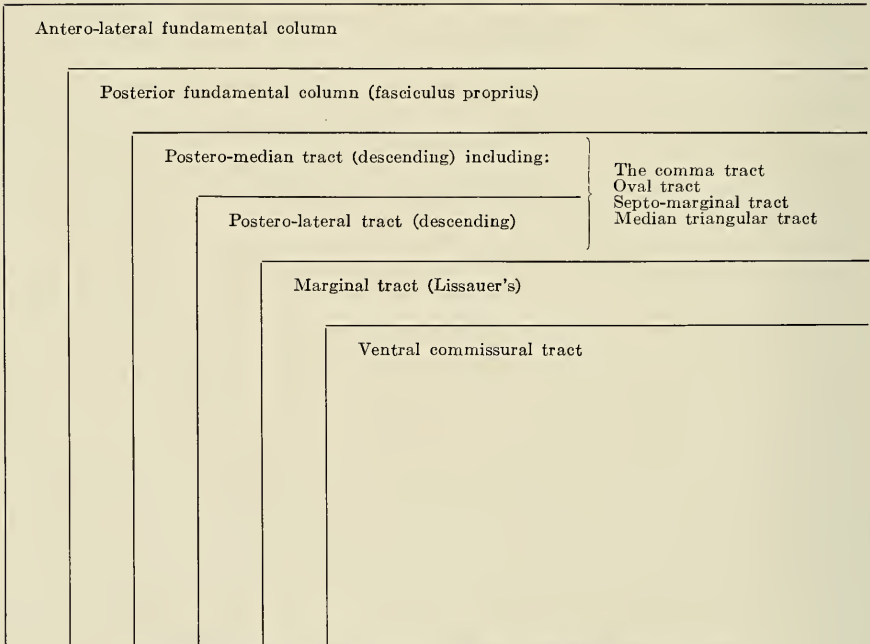 Antero-lateral fundamental column
Posterior fundamental column (fasciculus proprius)
Postero-median tract (descending) including:
The comma tract
Oval tract
Septo-marginal tract
Median triangular tract
Postero-lateral tract (descending)
Marginal tract (Lissauer's)
Ventral commissural tract